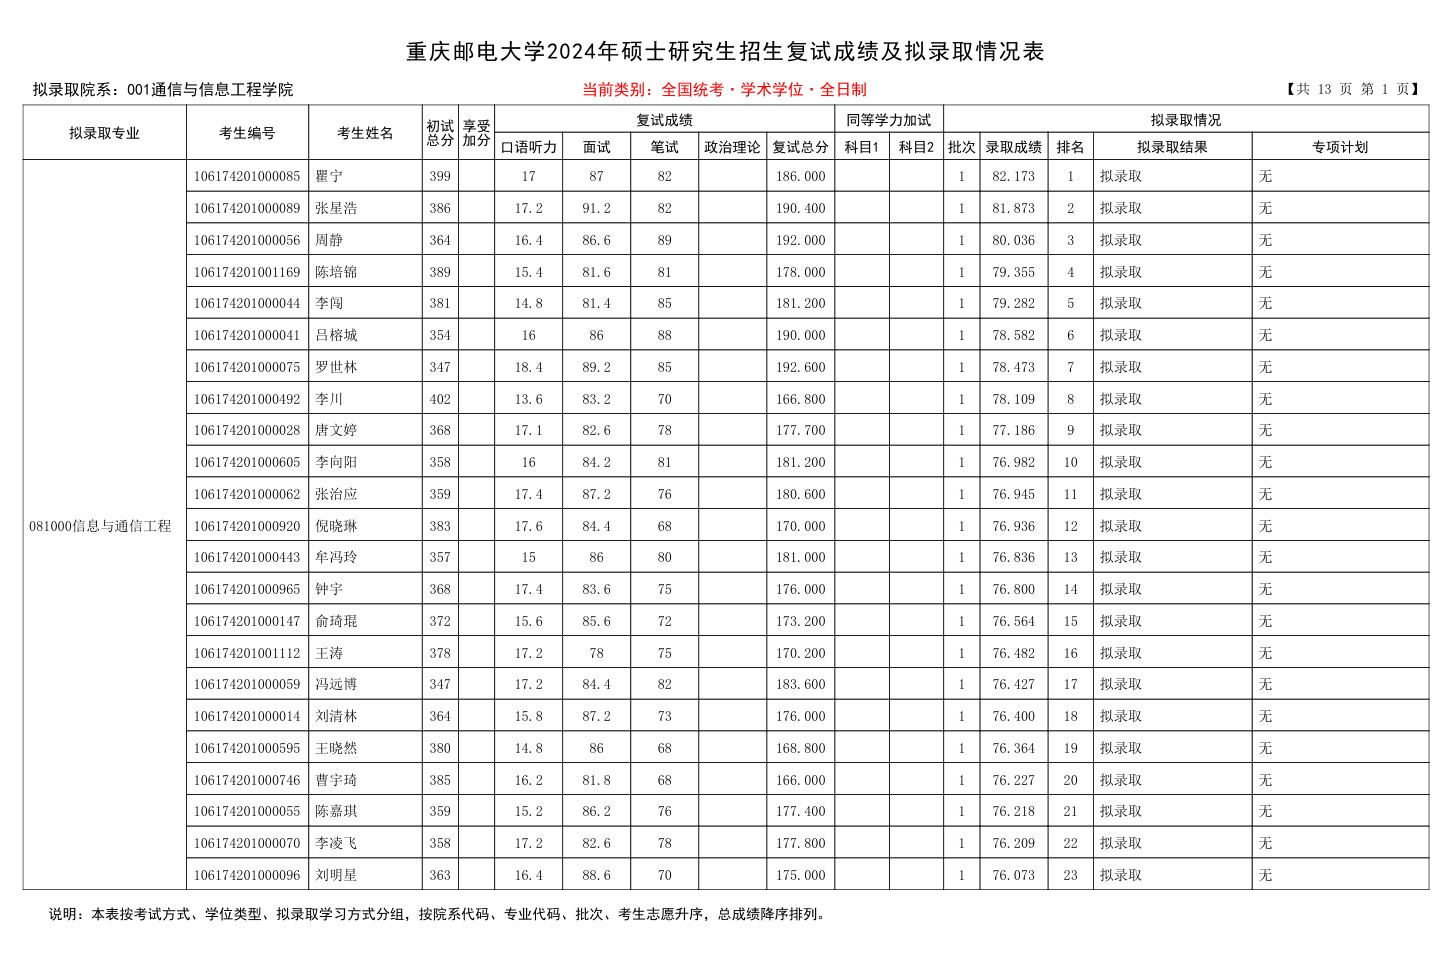 重庆邮电大学2024年硕士研究生招生复试成绩及拟录取情况表
拟录取院系：001通信与信息工程学院 当前类别：全国统考·学术学位·全日制 【共 13 页 第 1 页】
拟录取专业 考生编号 考生姓名 初试总分 享受加分 复试成绩 同等学力加试 拟录取情况
口语听力 面试 笔试 政治理论 复试总分 科目1 科目2 批次 录取成绩 排名 拟录取结果 专项计划
081000信息与通信工程
106174201000085 瞿宁 399 17 87 82 186.000 1 82.173 1 拟录取 无
106174201000089 张星浩 386 17.2 91.2 82 190.400 1 81.873 2 拟录取 无
106174201000056 周静 364 16.4 86.6 89 192.000 1 80.036 3 拟录取 无
106174201001169 陈培锦 389 15.4 81.6 81 178.000 1 79.355 4 拟录取 无
106174201000044 李闯 381 14.8 81.4 85 181.200 1 79.282 5 拟录取 无
106174201000041 吕榕城 354 16 86 88 190.000 1 78.582 6 拟录取 无
106174201000075 罗世林 347 18.4 89.2 85 192.600 1 78.473 7 拟录取 无
106174201000492 李川 402 13.6 83.2 70 166.800 1 78.109 8 拟录取 无
106174201000028 唐文婷 368 17.1 82.6 78 177.700 1 77.186 9 拟录取 无
106174201000605 李向阳 358 16 84.2 81 181.200 1 76.982 10 拟录取 无
106174201000062 张治应 359 17.4 87.2 76 180.600 1 76.945 11 拟录取 无
106174201000920 倪晓琳 383 17.6 84.4 68 170.000 1 76.936 12 拟录取 无
106174201000443 牟冯玲 357 15 86 80 181.000 1 76.836 13 拟录取 无
106174201000965 钟宇 368 17.4 83.6 75 176.000 1 76.800 14 拟录取 无
106174201000147 俞琦琨 372 15.6 85.6 72 173.200 1 76.564 15 拟录取 无
106174201001112 王涛 378 17.2 78 75 170.200 1 76.482 16 拟录取 无
106174201000059 冯远博 347 17.2 84.4 82 183.600 1 76.427 17 拟录取 无
106174201000014 刘清林 364 15.8 87.2 73 176.000 1 76.400 18 拟录取 无
106174201000595 王晓然 380 14.8 86 68 168.800 1 76.364 19 拟录取 无
106174201000746 曹宇琦 385 16.2 81.8 68 166.000 1 76.227 20 拟录取 无
106174201000055 陈嘉琪 359 15.2 86.2 76 177.400 1 76.218 21 拟录取 无
106174201000070 李凌飞 358 17.2 82.6 78 177.800 1 76.209 22 拟录取 无
106174201000096 刘明星 363 16.4 88.6 70 175.000 1 76.073 23 拟录取 无
说明：本表按考试方式、学位类型、拟录取学习方式分组，按院系代码、专业代码、批次、考生志愿升序，总成绩降序排列。